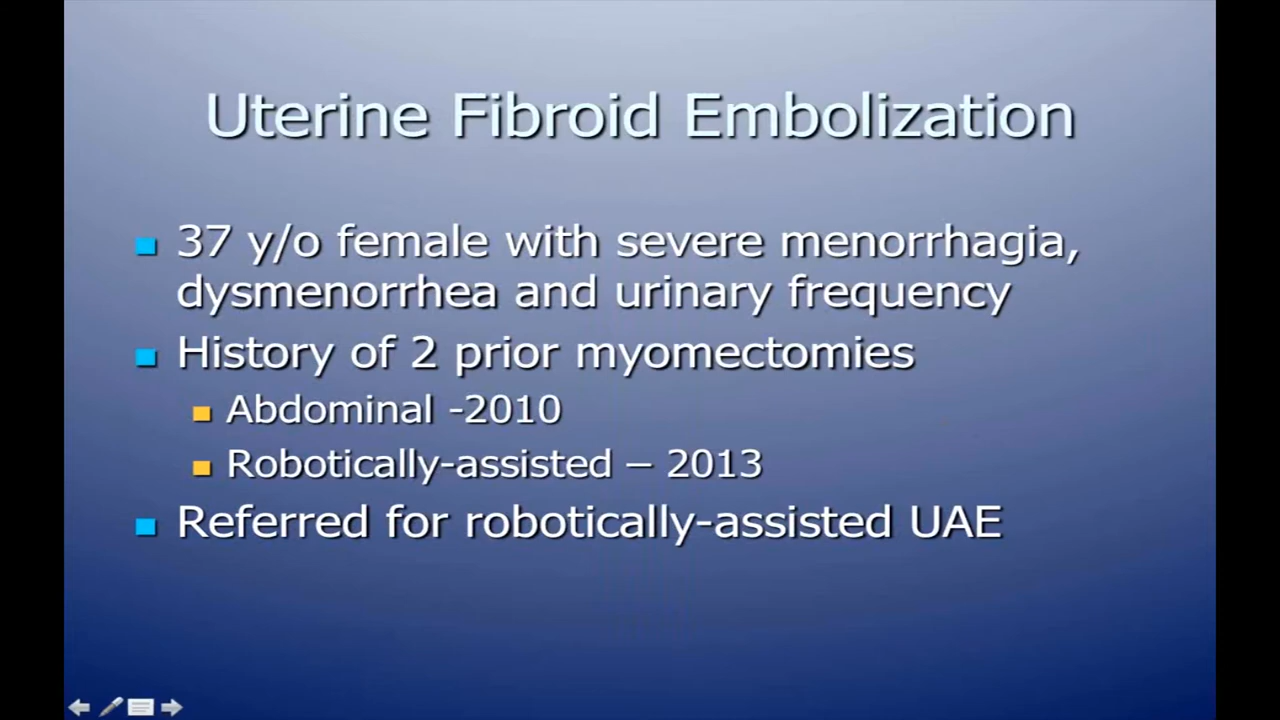 Uterine Fibroid Embolization
37 y/o female with severe menorrhagia,
dysmenorrhea and urinary frequency
History of 2 prior myomectomies
Abdominal -2010
Robotically-assisted – 2013
Referred for robotically-assisted UAE